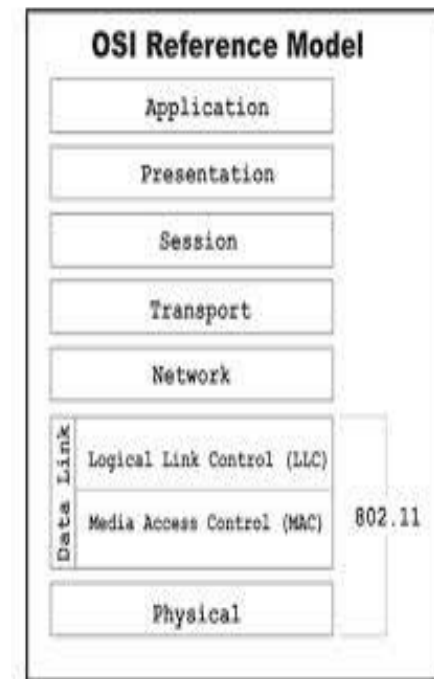 OSI Reference Model
Application
Presentation
Session
Transport
Network
Data Link
Logical Link Control (LLC)
Media Access Control (MAC)
802.11
Physical